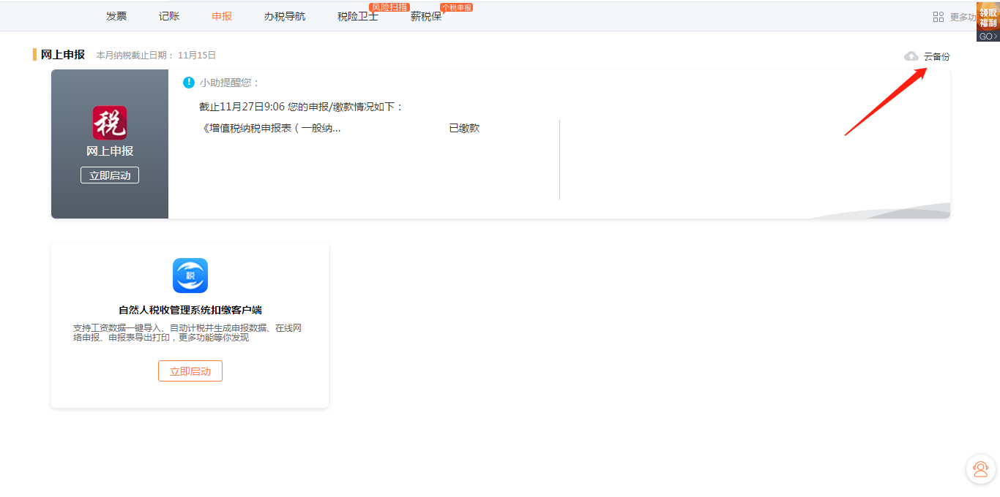 发票 记账 申报 办税导航 税险卫士 风险扫描 薪税保 个税申报 更多功
领取
福利
GO >
网上申报 本月纳税截止日期： 11月15日
云备份
小助提醒您：
截止11月27日9:06 您的申报/缴款情况如下：
《增值税纳税申报表（一般纳... 已缴款
税
网上申报
立即启动
税
自然人税收管理系统扣缴客户端
支持工资数据一键导入、自动计税并生成申报数据、在线网
络申报、申报表导出打印，更多功能等你发现
立即启动